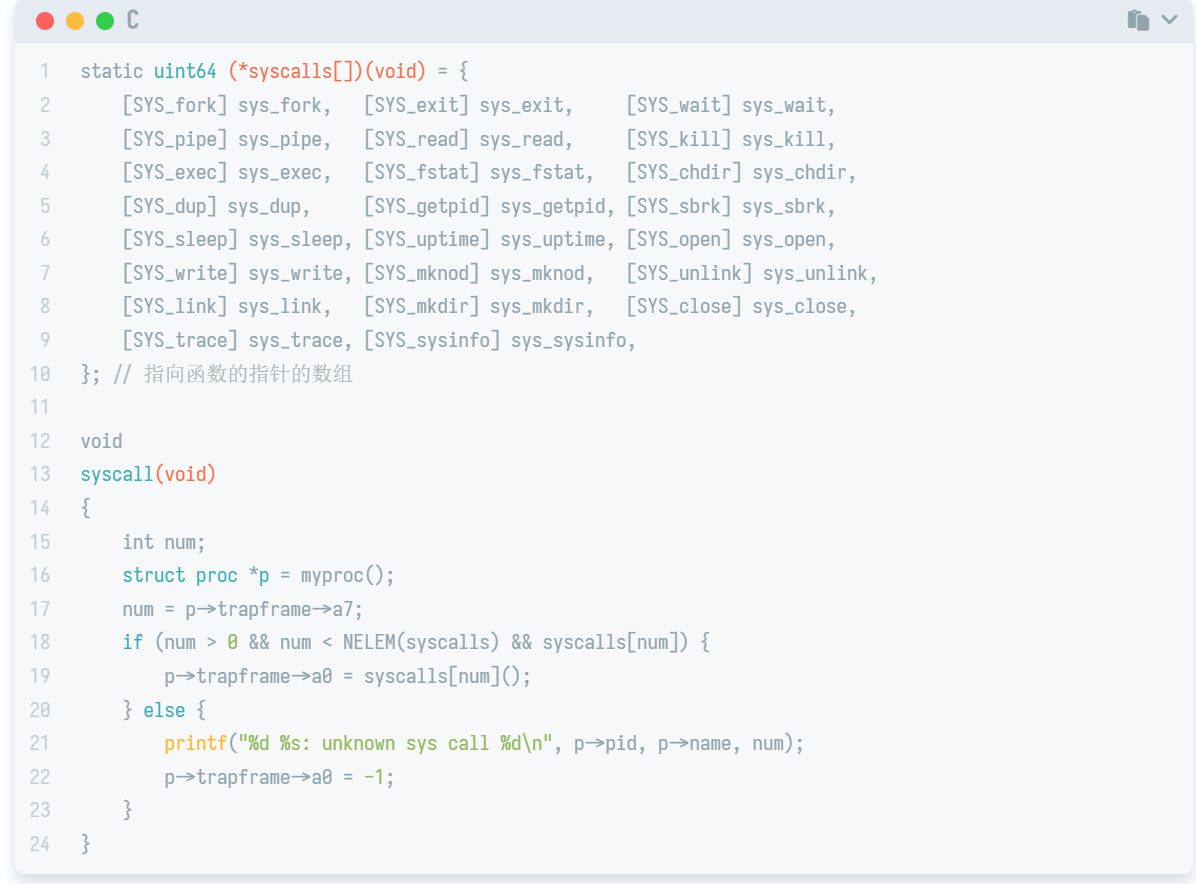 C
1 static uint64 (*syscalls[])(void) = {
2     [SYS_fork] sys_fork,   [SYS_exit] sys_exit,     [SYS_wait] sys_wait,
3     [SYS_pipe] sys_pipe,   [SYS_read] sys_read,     [SYS_kill] sys_kill,
4     [SYS_exec] sys_exec,   [SYS_fstat] sys_fstat,   [SYS_chdir] sys_chdir,
5     [SYS_dup] sys_dup,     [SYS_getpid] sys_getpid, [SYS_sbrk] sys_sbrk,
6     [SYS_sleep] sys_sleep, [SYS_uptime] sys_uptime, [SYS_open] sys_open,
7     [SYS_write] sys_write, [SYS_mknod] sys_mknod,   [SYS_unlink] sys_unlink,
8     [SYS_link] sys_link,   [SYS_mkdir] sys_mkdir,   [SYS_close] sys_close,
9     [SYS_trace] sys_trace, [SYS_sysinfo] sys_sysinfo,
10 }; // 指向函数的指针的数组
11
12 void
13 syscall(void)
14 {
15     int num;
16     struct proc *p = myproc();
17     num = p->trapframe->a7;
18     if (num > 0 && num < NELEM(syscalls) && syscalls[num]) {
19         p->trapframe->a0 = syscalls[num]();
20     } else {
21         printf("%d %s: unknown sys call %d\n", p->pid, p->name, num);
22         p->trapframe->a0 = -1;
23     }
24 }